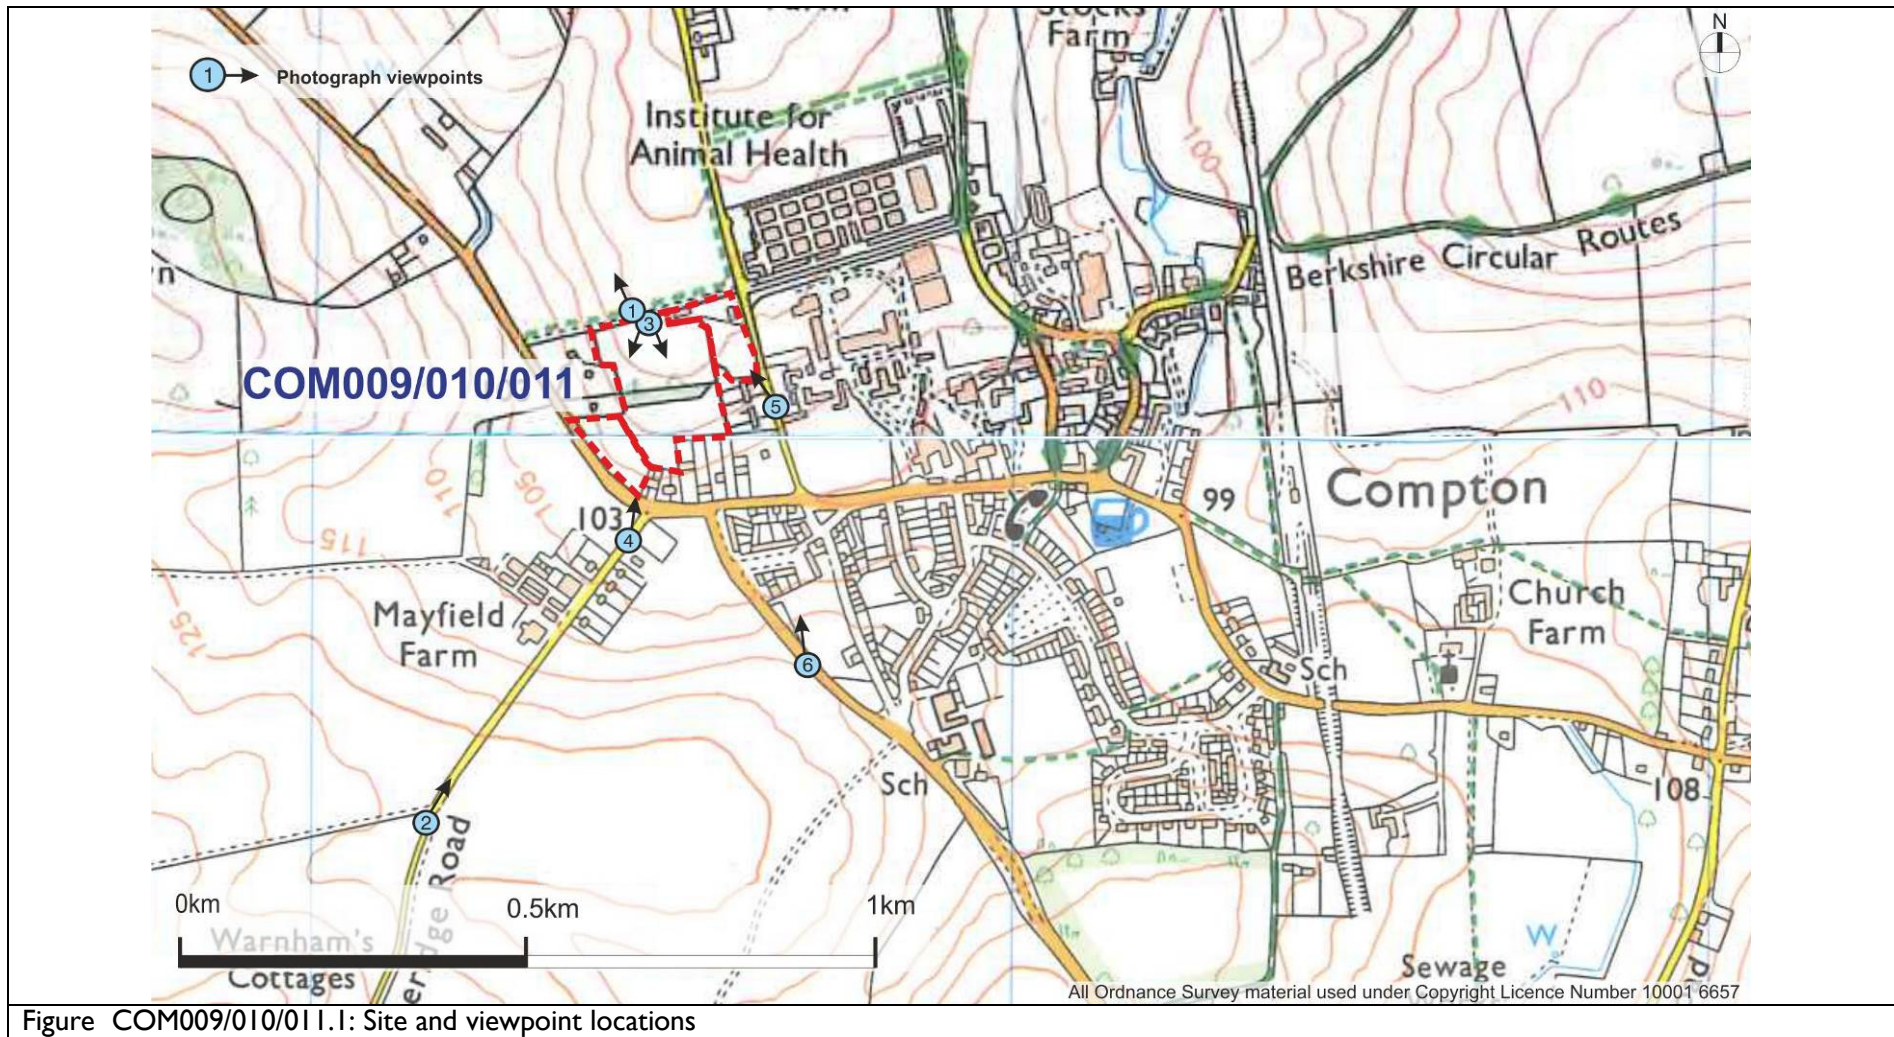 Stocks
Farm
N
1 Photograph viewpoints
Institute for
Animal Health
100
Berkshire Circular Routes
1
3
COM009/010/011
5
110
110
105
115
103
4
99
Compton
Mayfield
Farm
125
6
Church
Farm
Sch
Sch
108
2
Road
0km
0.5km
1km
Warnham's
Cottages
W
Sewage
All Ordnance Survey material used under Copyright Licence Number 10001 6657
Figure COM009/010/011.1: Site and viewpoint locations